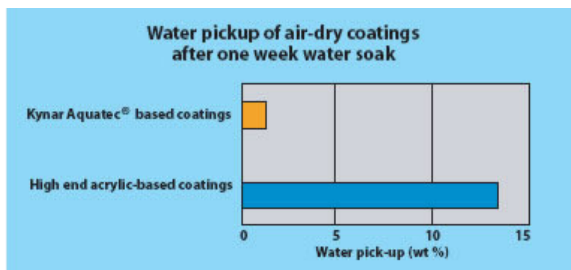 Water pickup of air-dry coatings
after one week water soak
Kynar Aquatec® based coatings
High end acrylic-based coatings
0 5 10 15
Water pick-up (wt %)